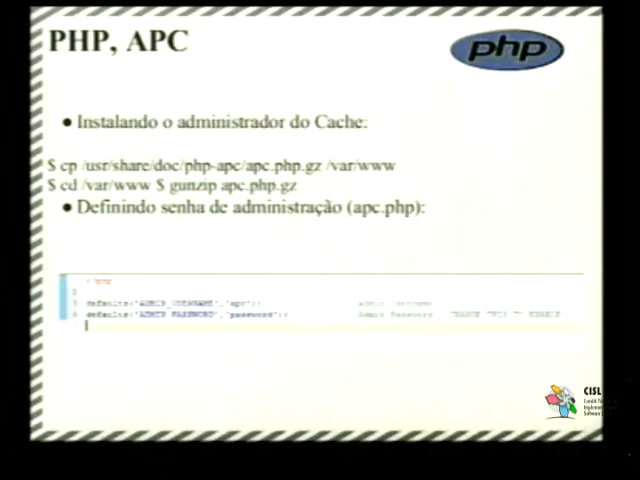 PHP, APC
php
● Instalando o administrador do Cache:
$ cp /usr/share/doc/php-apc/apc.php.gz /var/www
$ cd /var/www $ gunzip apc.php.gz
● Definindo senha de administração (apc.php):
defaults('ADMIN_USERNAME','apc');
defaults('ADMIN_PASSWORD','password'); Admin Password
CISL